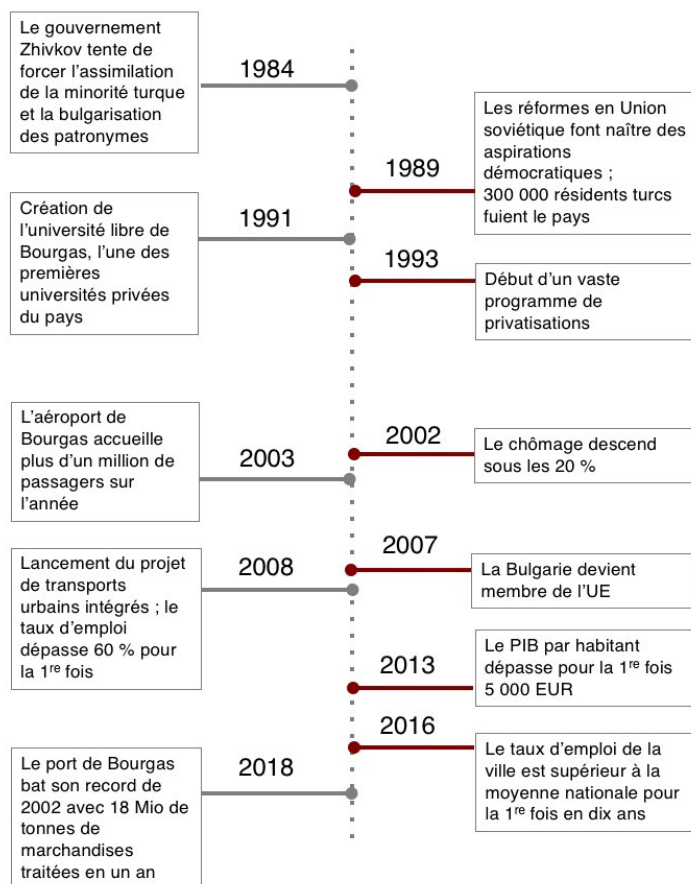 Le gouvernement
Zhivkov tente de
forcer l’assimilation
de la minorité turque
et la bulgarisation
des patronymes
1984
Les réformes en Union
soviétique font naître des
aspirations
démocratiques ;
300 000 résidents turcs
fuient le pays
1989
Création de
l’université libre de
Bourgas, l’une des
premières
universités privées
du pays
1991
1993
Début d’un vaste
programme de
privatisations
L’aéroport de
Bourgas accueille
plus d’un million de
passagers sur
l’année
2003
2002
Le chômage descend
sous les 20 %
Lancement du projet
de transports
urbains intégrés ; le
taux d’emploi
dépasse 60 % pour
la 1re fois
2008
2007
La Bulgarie devient
membre de l’UE
2013
Le PIB par habitant
dépasse pour la 1re fois
5 000 EUR
2016
Le taux d’emploi de la
ville est supérieur à la
moyenne nationale pour
la 1re fois en dix ans
Le port de Bourgas
bat son record de
2002 avec 18 Mio de
tonnes de
marchandises
traitées en un an
2018